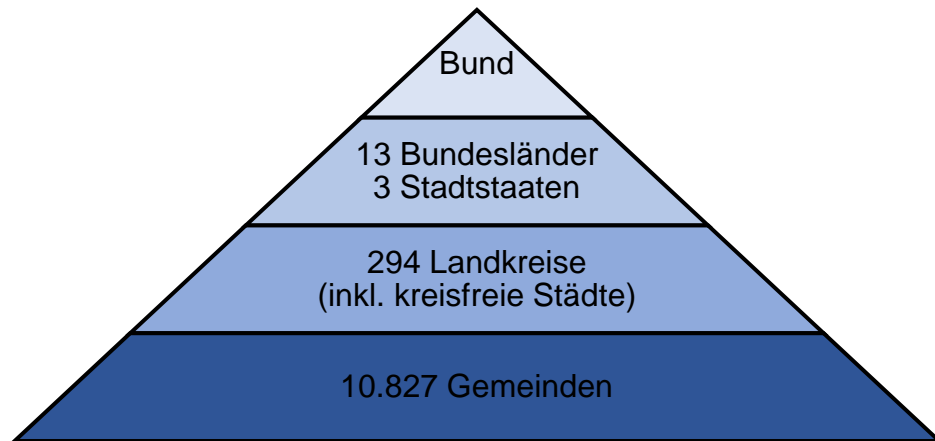 Bund
13 Bundesländer
3 Stadtstaaten
294 Landkreise
(inkl. kreisfreie Städte)
10.827 Gemeinden